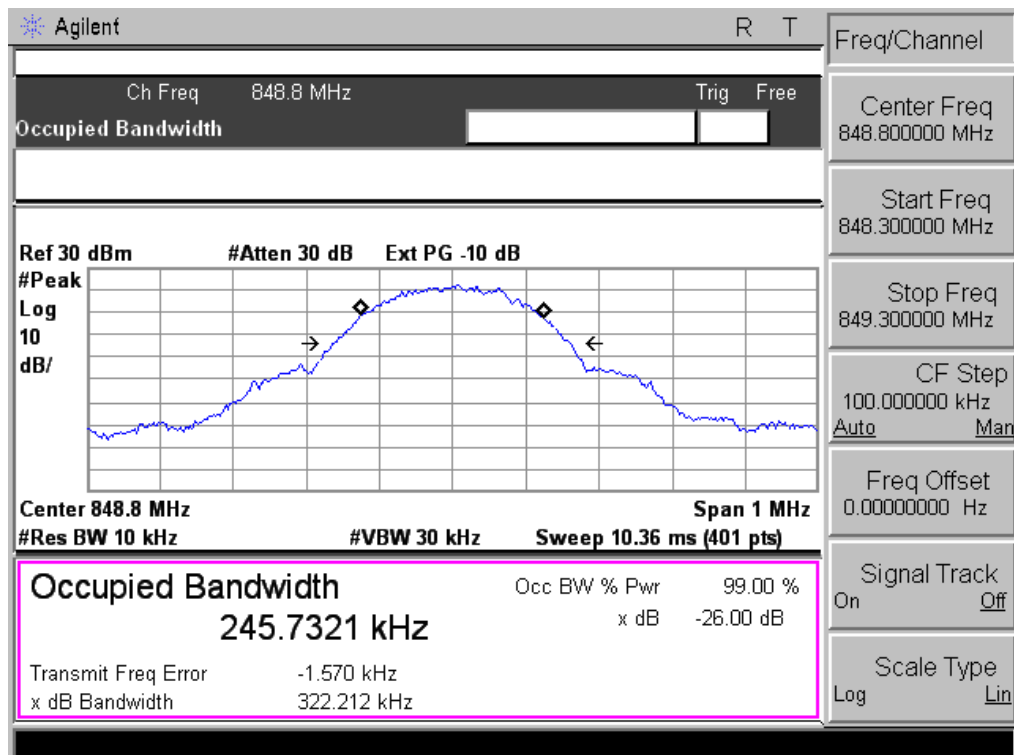 Agilent R T
Ch Freq 848.8 MHz Trig Free
Occupied Bandwidth
Ref 30 dBm #Atten 30 dB Ext PG -10 dB
#Peak
Log
10
dB/
Center 848.8 MHz Span 1 MHz
#Res BW 10 kHz #VBW 30 kHz Sweep 10.36 ms (401 pts)
Occupied Bandwidth
245.7321 kHz
Occ BW % Pwr 99.00 %
x dB -26.00 dB
Transmit Freq Error -1.570 kHz
x dB Bandwidth 322.212 kHz
Freq/Channel
Center Freq
848.800000 MHz
Start Freq
848.300000 MHz
Stop Freq
849.300000 MHz
CF Step
100.000000 kHz
Auto Man
Freq Offset
0.00000000 Hz
Signal Track
On Off
Scale Type
Log Lin